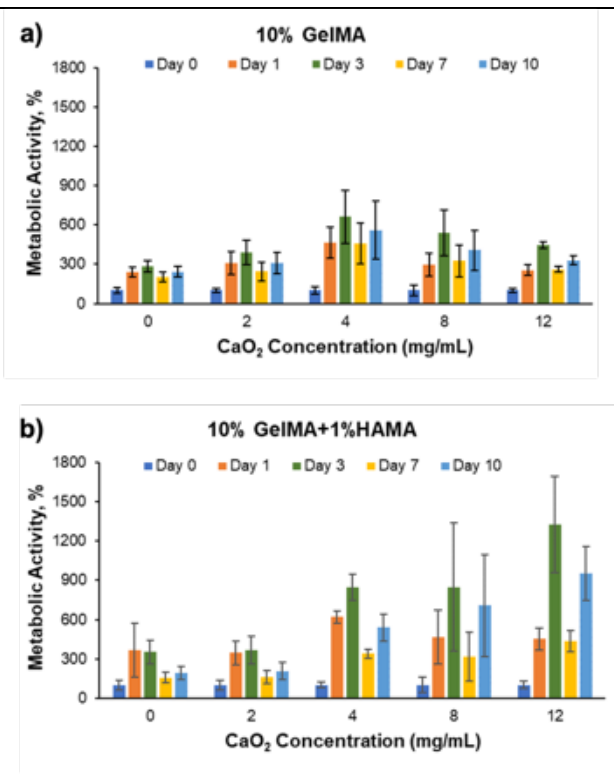 a)
10% GelMA
1800
Day 0 Day 1 Day 3 Day 7 Day 10
1500
1200
900
600
300
0
Metabolic Activity, %
0 2 4 8 12
CaO₂ Concentration (mg/mL)
b)
10% GelMA+1%HAMA
1800
Day 0 Day 1 Day 3 Day 7 Day 10
1500
1200
900
600
300
0
Metabolic Activity, %
0 2 4 8 12
CaO₂ Concentration (mg/mL)